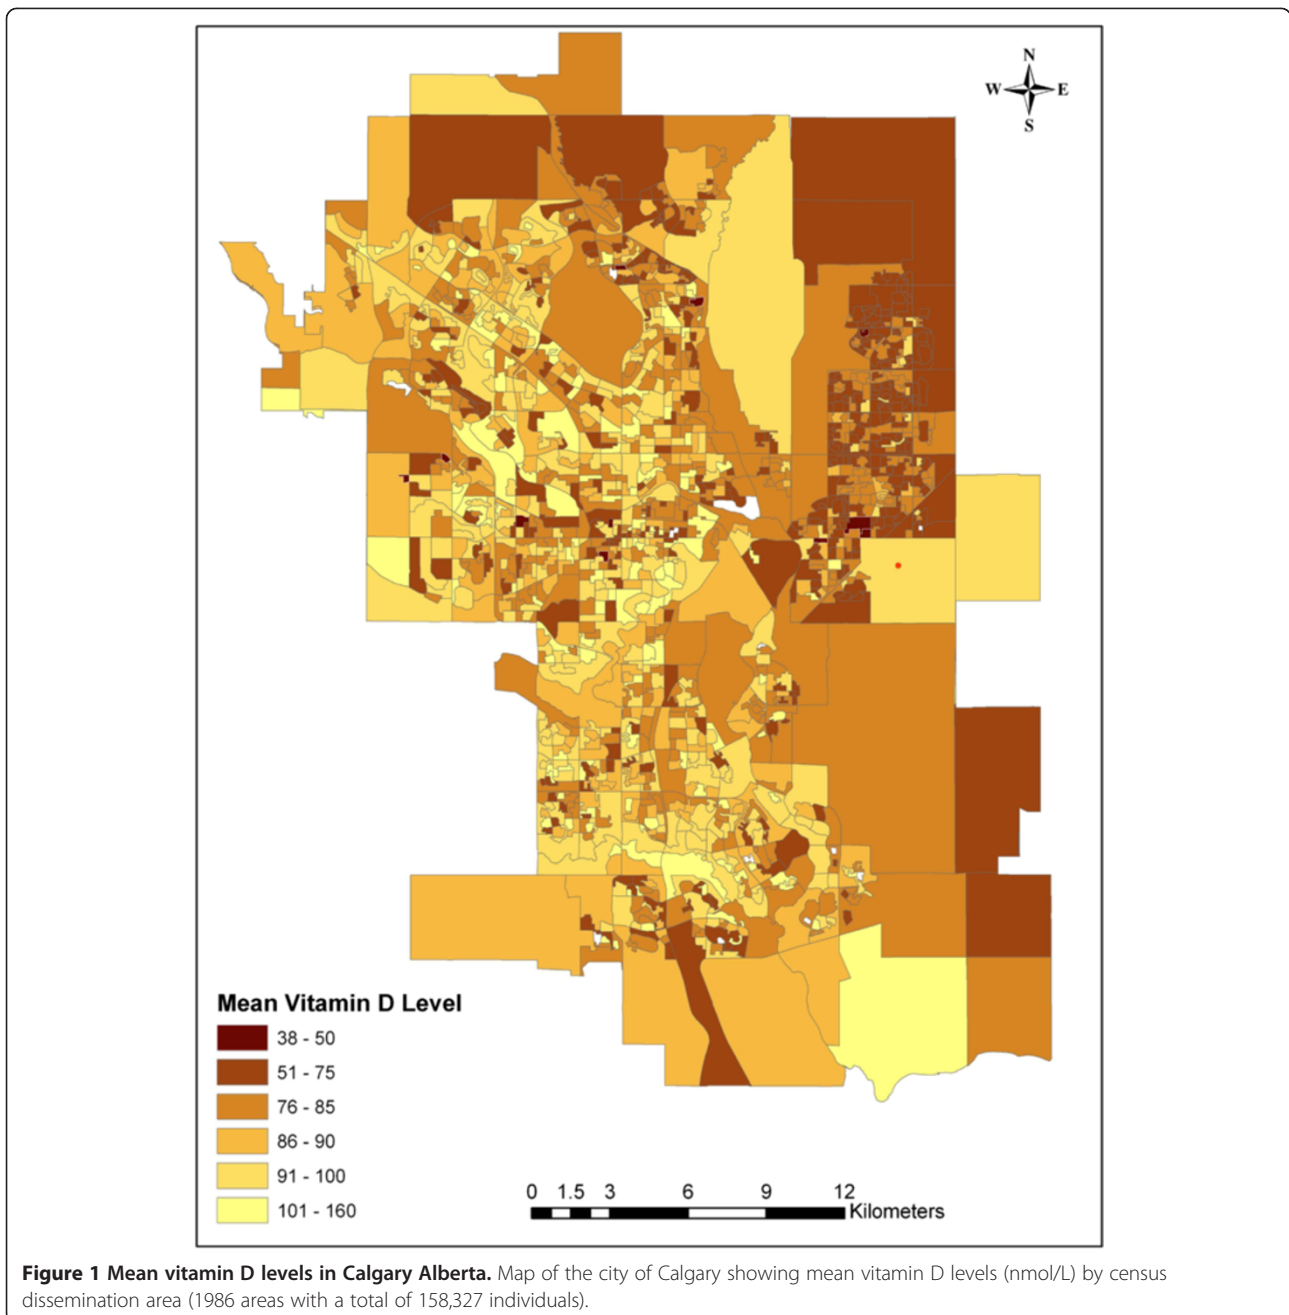 N
W E
S
Mean Vitamin D Level
38 - 50
51 - 75
76 - 85
86 - 90
91 - 100
101 - 160
0 1.5 3 6 9 12
Kilometers
Figure 1 Mean vitamin D levels in Calgary Alberta. Map of the city of Calgary showing mean vitamin D levels (nmol/L) by census
dissemination area (1986 areas with a total of 158,327 individuals).